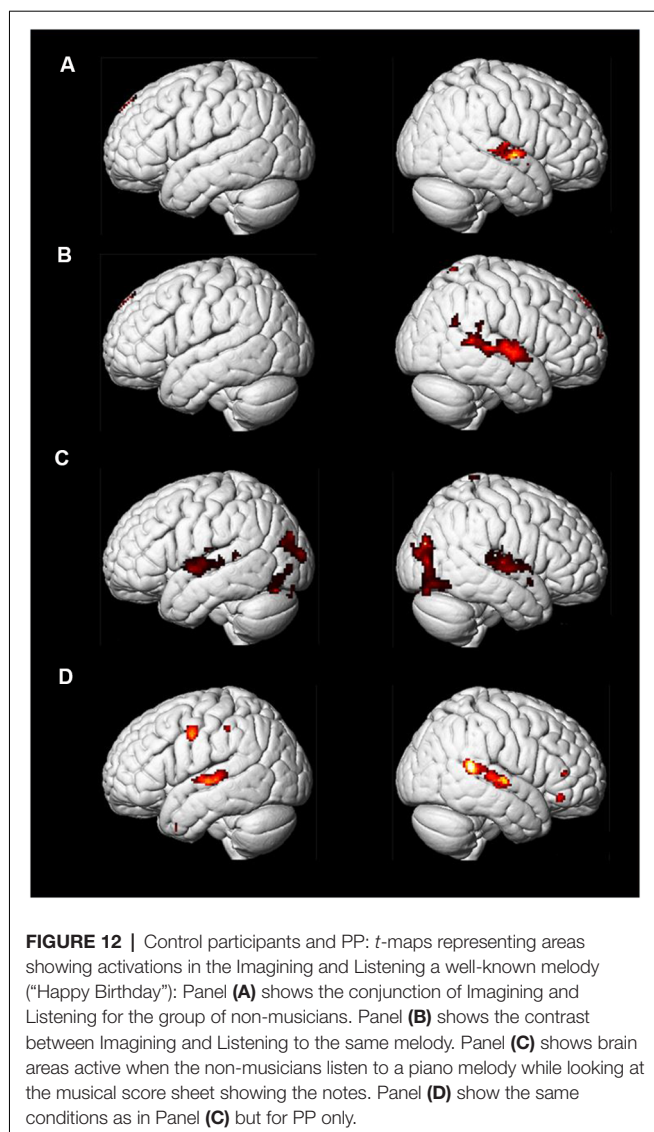 A
B
C
D
FIGURE 12 | Control participants and PP: t-maps representing areas
showing activations in the Imagining and Listening a well-known melody
(“Happy Birthday”): Panel (A) shows the conjunction of Imagining and
Listening for the group of non-musicians. Panel (B) shows the contrast
between Imagining and Listening to the same melody. Panel (C) shows brain
areas active when the non-musicians listen to a piano melody while looking at
the musical score sheet showing the notes. Panel (D) show the same
conditions as in Panel (C) but for PP only.